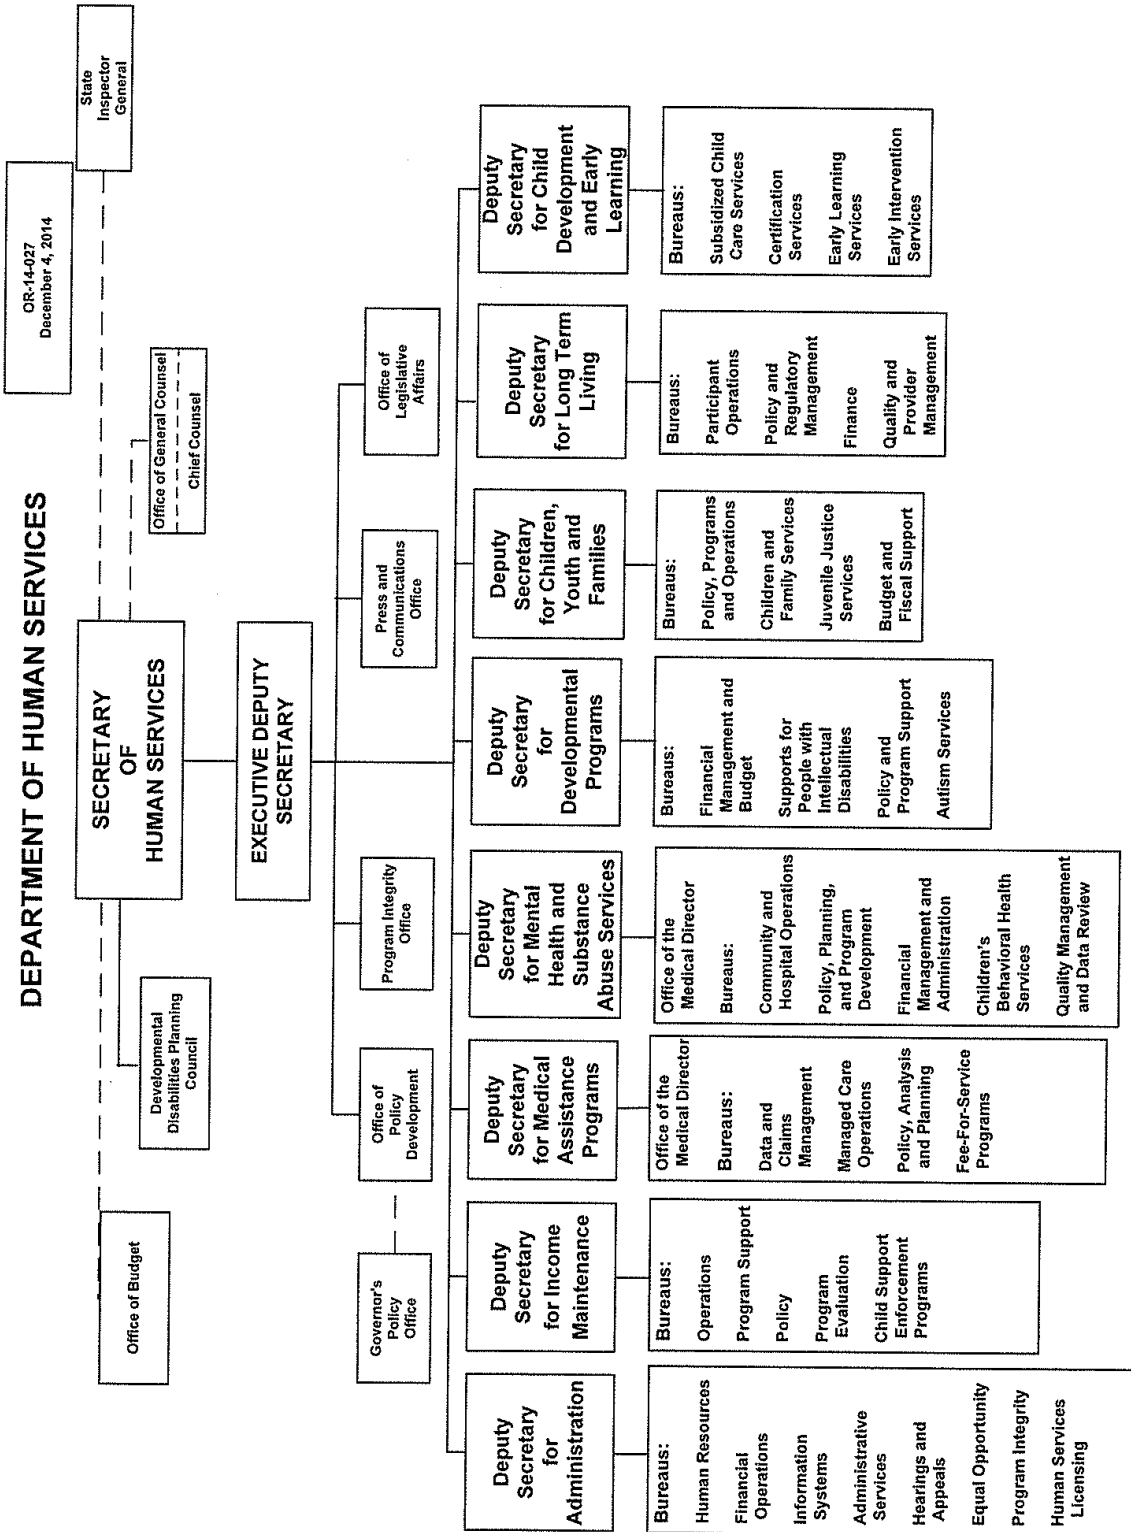 OR-14-027
December 4, 2014
DEPARTMENT OF HUMAN SERVICES
State
Inspector
General
SECRETARY
OF
HUMAN SERVICES
Office of General Counsel
Chief Counsel
Developmental
Disabilities Planning
Council
Office of Budget
EXECUTIVE DEPUTY
SECRETARY
Governor's
Policy
Office
Office of
Policy
Development
Program Integrity
Office
Press and
Communications
Office
Office of
Legislative
Affairs
Deputy
Secretary
for
Administration
Bureaus:
Human Resources
Financial
Operations
Information
Systems
Administrative
Services
Hearings and
Appeals
Equal Opportunity
Program Integrity
Human Services
Licensing
Deputy
Secretary
for Income
Maintenance
Bureaus:
Operations
Program Support
Policy
Program
Evaluation
Child Support
Enforcement
Programs
Deputy
Secretary
for Medical
Assistance
Programs
Office of the
Medical Director
Bureaus:
Data and
Claims
Management
Managed Care
Operations
Policy, Analysis
and Planning
Fee-For-Service
Programs
Deputy
Secretary
for Mental
Health and
Substance
Abuse Services
Office of the
Medical Director
Bureaus:
Community and
Hospital Operations
Policy, Planning,
and Program
Development
Financial
Management and
Administration
Children's
Behavioral Health
Services
Quality Management
and Data Review
Deputy
Secretary
for
Developmental
Programs
Bureaus:
Financial
Management and
Budget
Supports for
People with
Intellectual
Disabilities
Policy and
Program Support
Autism Services
Deputy
Secretary
for Children,
Youth and
Families
Bureaus:
Policy, Programs
and Operations
Children and
Family Services
Juvenile Justice
Services
Budget and
Fiscal Support
Deputy
Secretary
for Long Term
Living
Bureaus:
Participant
Operations
Policy and
Regulatory
Management
Finance
Quality and
Provider
Management
Deputy
Secretary
for Child
Development
and Early
Learning
Bureaus:
Subsidized Child
Care Services
Certification
Services
Early Learning
Services
Early Intervention
Services